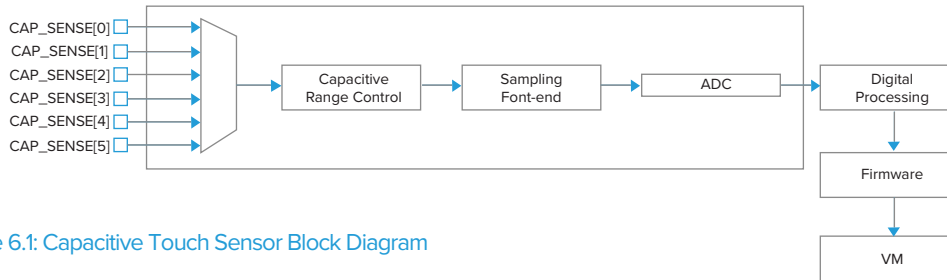 CAP_SENSE[0]
CAP_SENSE[1]
CAP_SENSE[2]
CAP_SENSE[3]
CAP_SENSE[4]
CAP_SENSE[5]
Capacitive
Range Control
Sampling
Font-end
ADC
Digital
Processing
Firmware
VM
e 6.1: Capacitive Touch Sensor Block Diagram